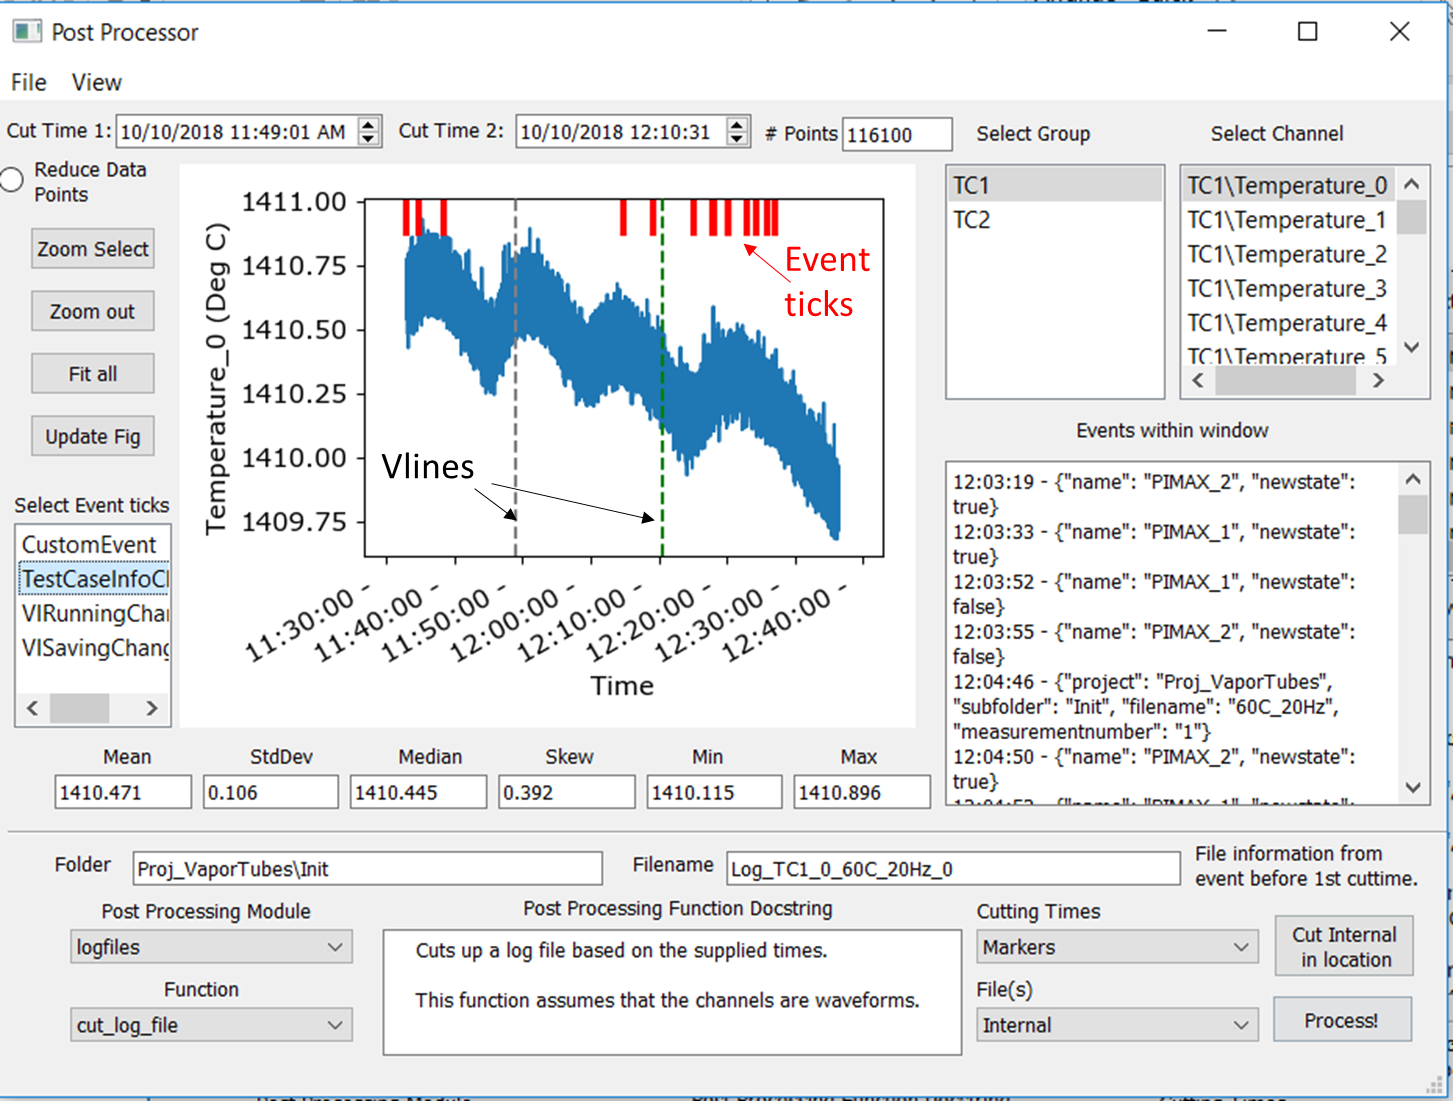 Post Processor
File View
Cut Time 1: 10/10/2018 11:49:01 AM Cut Time 2: 10/10/2018 12:10:31 # Points 116100 Select Group Select Channel
Reduce Data
Points
Zoom Select
Zoom out
Fit all
Update Fig
Select Event ticks
CustomEvent
TestCaseInfoCl
VIRunningChar
VISavingChang
1411.00
1410.75
1410.50
1410.25
1410.00
1409.75
Temperature_0 (Deg C)
Event
ticks
Vlines
11:30:00 -
11:40:00 -
11:50:00 -
12:00:00 -
12:10:00 -
12:20:00 -
12:30:00 -
12:40:00 -
Time
TC1
TC2
TC1\Temperature_0
TC1\Temperature_1
TC1\Temperature_2
TC1\Temperature_3
TC1\Temperature_4
TC1\Temperature_5
Events within window
12:03:19 - {"name": "PIMAX_2", "newstate":
true}
12:03:33 - {"name": "PIMAX_1", "newstate":
true}
12:03:52 - {"name": "PIMAX_1", "newstate":
false}
12:03:55 - {"name": "PIMAX_2", "newstate":
false}
12:04:46 - {"project": "Proj_VaporTubes",
"subfolder": "Init", "filename": "60C_20Hz",
"measurementnumber": "1"}
12:04:50 - {"name": "PIMAX_2", "newstate":
true}
Mean StdDev Median Skew Min Max
1410.471 0.106 1410.445 0.392 1410.115 1410.896
Folder Proj_VaporTubes\Init Filename Log_TC1_0_60C_20Hz_0
File information from
event before 1st cuttime.
Post Processing Module
logfiles
Function
cut_log_file
Post Processing Function Docstring
Cuts up a log file based on the supplied times.
This function assumes that the channels are waveforms.
Cutting Times
Markers
File(s)
Internal
Cut Internal
in location
Process!